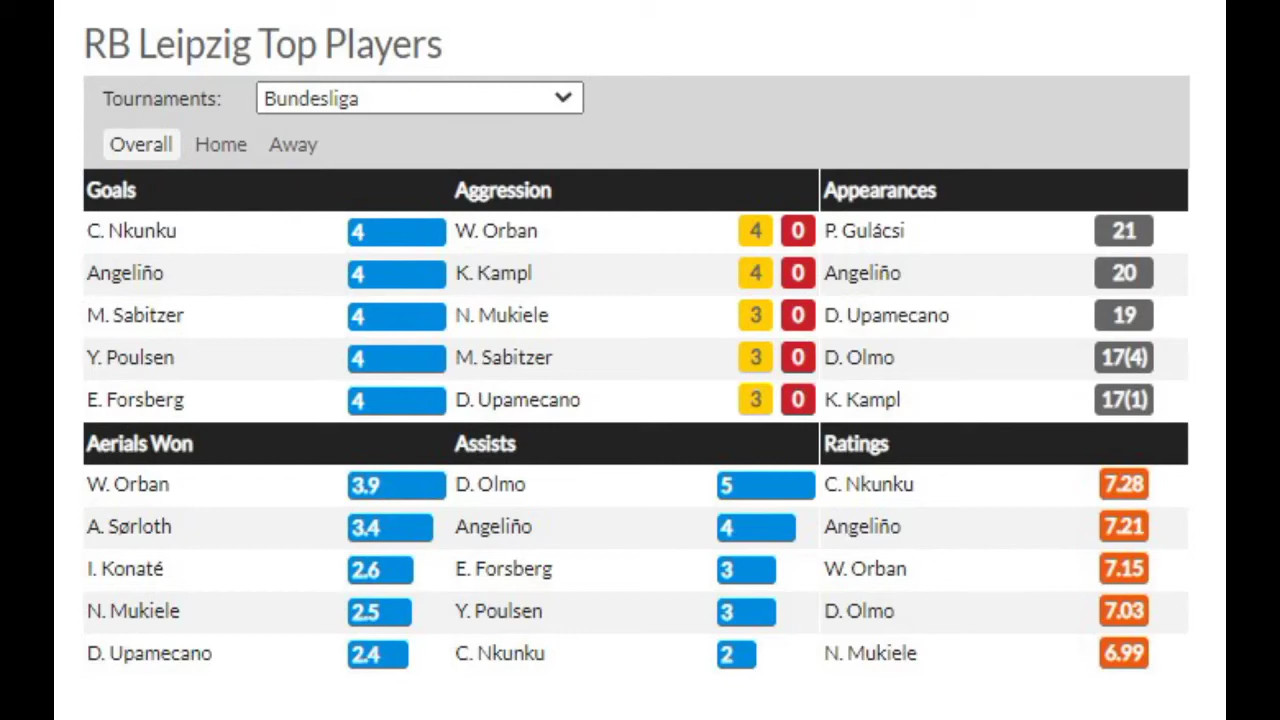 RB Leipzig Top Players
Tournaments: Bundesliga
Overall Home Away
Goals Aggression Appearances
C. Nkunku 4 W. Orban 4 0 P. Gulácsi 21
Angeliño 4 K. Kampl 4 0 Angeliño 20
M. Sabitzer 4 N. Mukiele 3 0 D. Upamecano 19
Y. Poulsen 4 M. Sabitzer 3 0 D. Olmo 17(4)
E. Forsberg 4 D. Upamecano 3 0 K. Kampl 17(1)
Aerials Won Assists Ratings
W. Orban 3.9 D. Olmo 5 C. Nkunku 7.28
A. Sørloth 3.4 Angeliño 4 Angeliño 7.21
I. Konaté 2.6 E. Forsberg 3 W. Orban 7.15
N. Mukiele 2.5 Y. Poulsen 3 D. Olmo 7.03
D. Upamecano 2.4 C. Nkunku 2 N. Mukiele 6.99